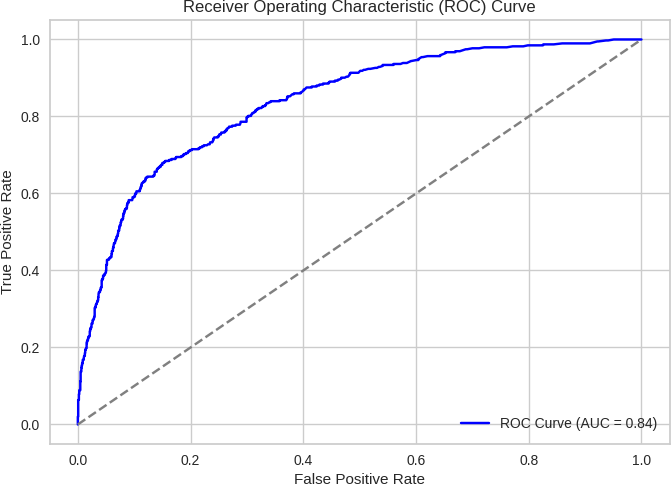 Receiver Operating Characteristic (ROC) Curve
1.0
0.8
0.6
0.4
0.2
0.0
True Positive Rate
0.0 0.2 0.4 0.6 0.8 1.0
False Positive Rate
ROC Curve (AUC = 0.84)